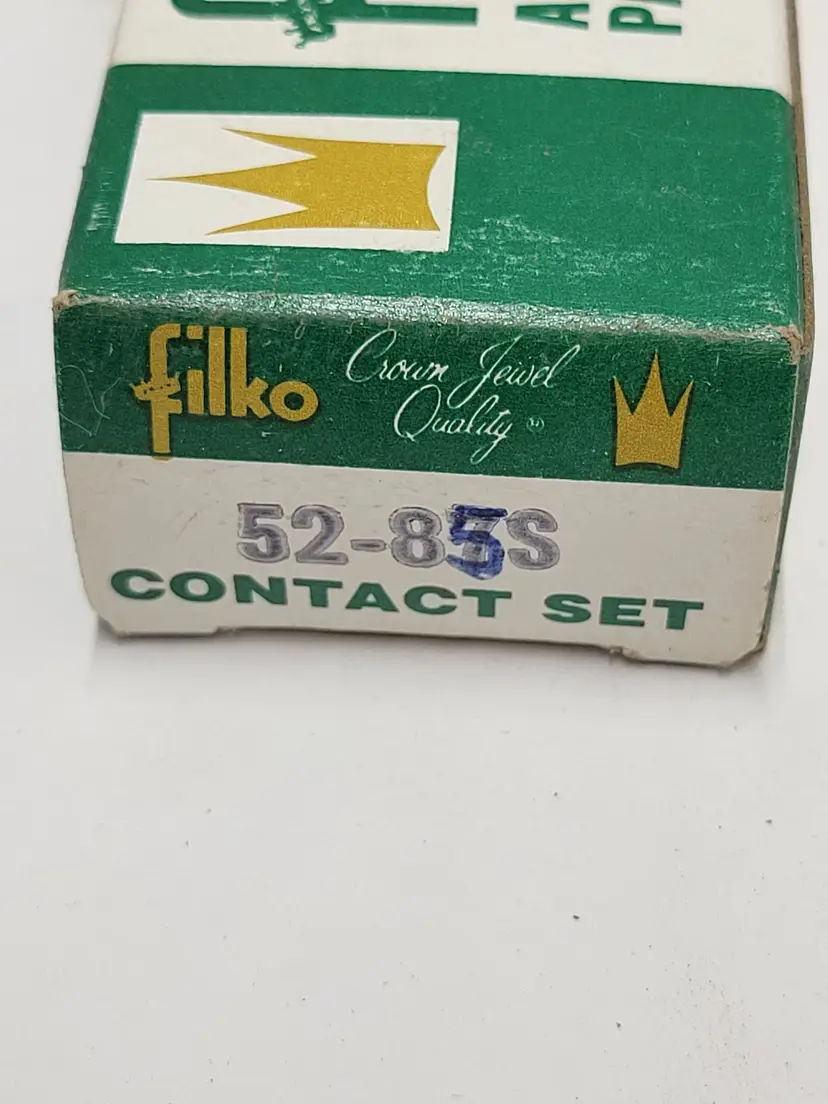 filko
Crown Jewel
Quality
52-85S
CONTACT SET